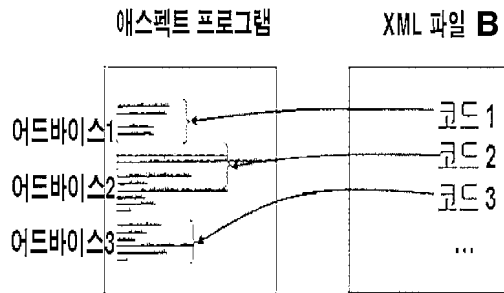 애스펙트 프로그램
XML 파일 B
어드바이스1
어드바이스2
어드바이스3
코드 1
코드 2
코드 3
...